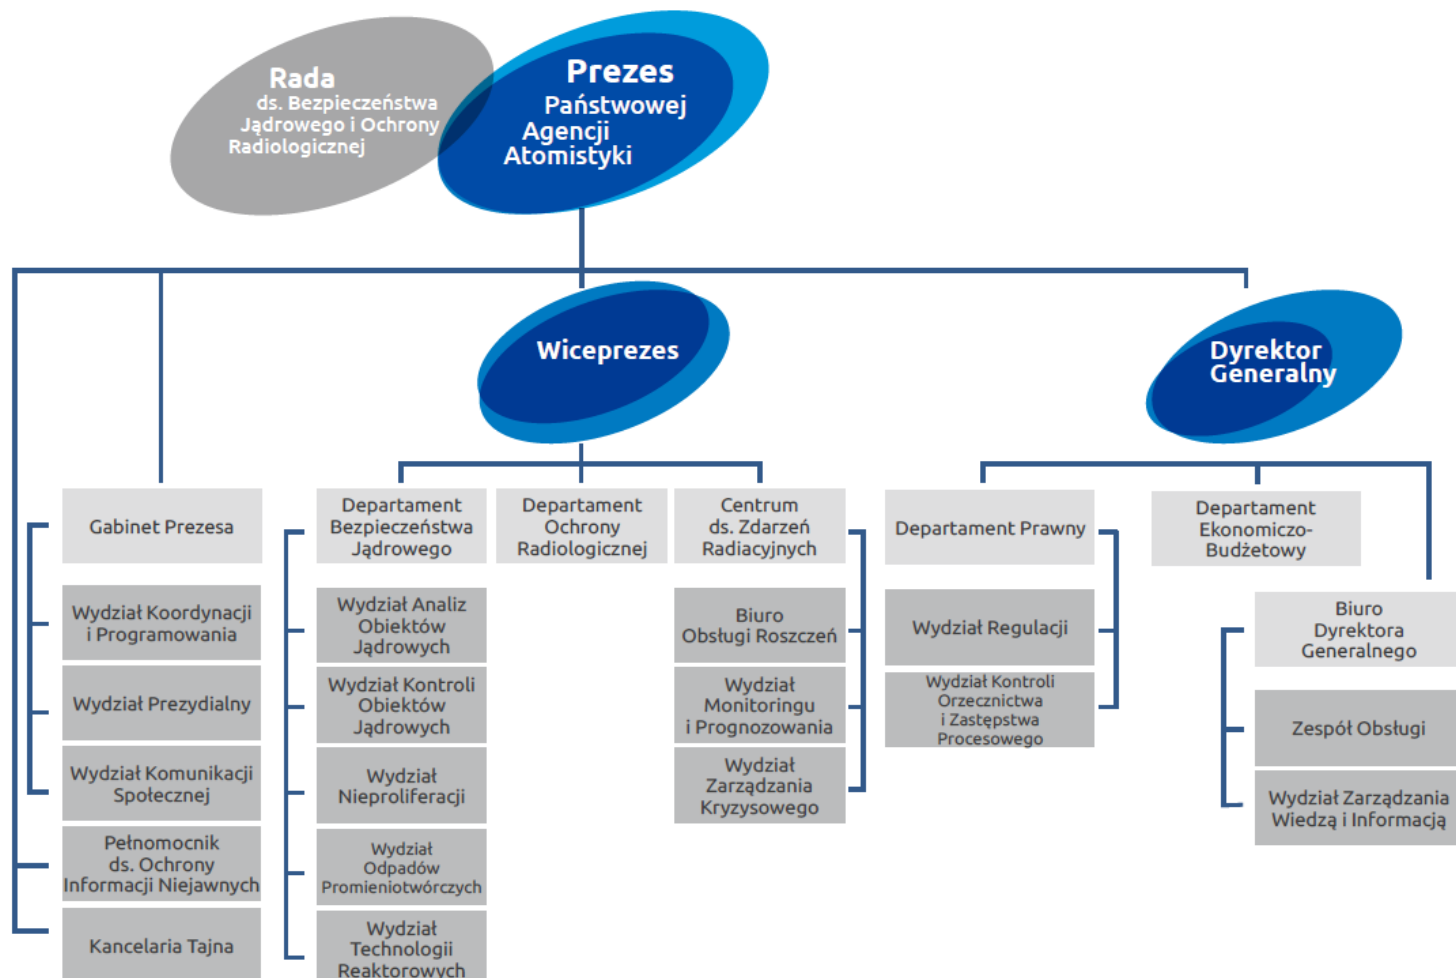 Rada
ds. Bezpieczeństwa
Jądrowego i Ochrony
Radiologicznej
Prezes
Państwowej
Agencji
Atomistyki
Wiceprezes
Dyrektor
Generalny
Gabinet Prezesa
Wydział Koordynacji
i Programowania
Wydział Prezydialny
Wydział Komunikacji
Społecznej
Pełnomocnik
ds. Ochrony
Informacji Niejawnych
Kancelaria Tajna
Departament
Bezpieczeństwa
Jądrowego
Wydział Analiz
Obiektów
Jądrowych
Wydział Kontroli
Obiektów
Jądrowych
Wydział
Nieproliferacji
Wydział
Odpadów
Promieniotwórczych
Wydział
Technologii
Reaktorowych
Departament
Ochrony
Radiologicznej
Centrum
ds. Zdarzeń
Radiacyjnych
Biuro
Obsługi Roszczeń
Wydział
Monitoringu
i Prognozowania
Wydział
Zarządzania
Kryzysowego
Departament Prawny
Wydział Regulacji
Wydział Kontroli
Orzecznictwa
i Zastępstwa
Procesowego
Departament
Ekonomiczo-
Budżetowy
Biuro
Dyrektora
Generalnego
Zespół Obsługi
Wydział Zarządzania
Wiedzą i Informacją